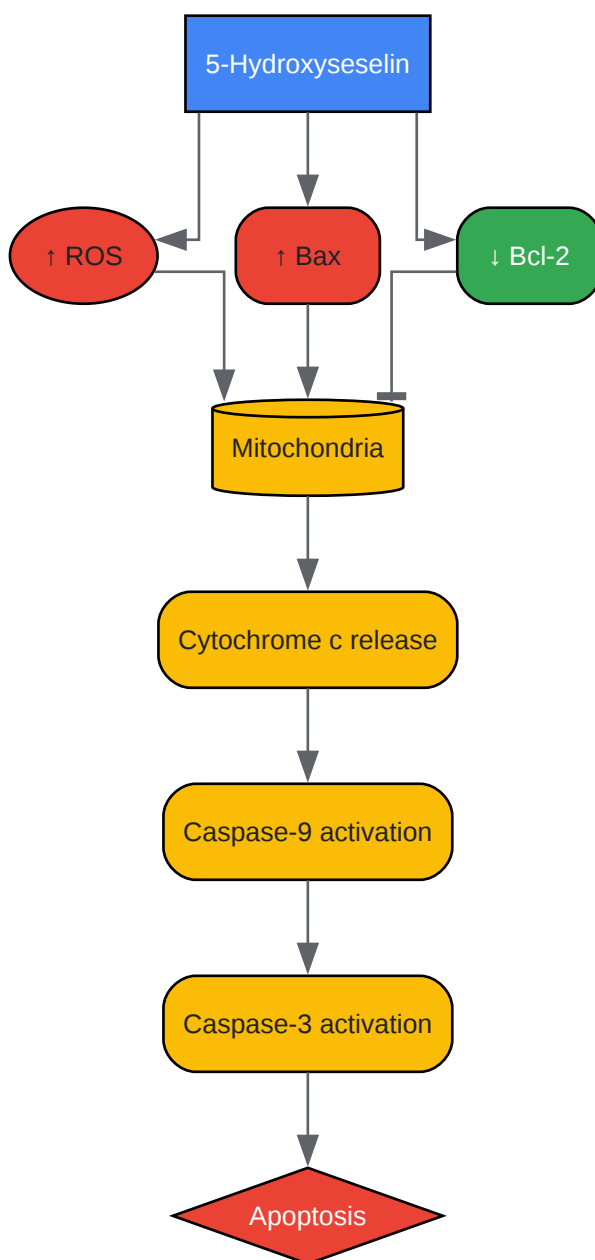 5-Hydroxyseselin
↑ ROS
↑ Bax
↓ Bcl-2
Mitochondria
Cytochrome c release
Caspase-9 activation
Caspase-3 activation
Apoptosis